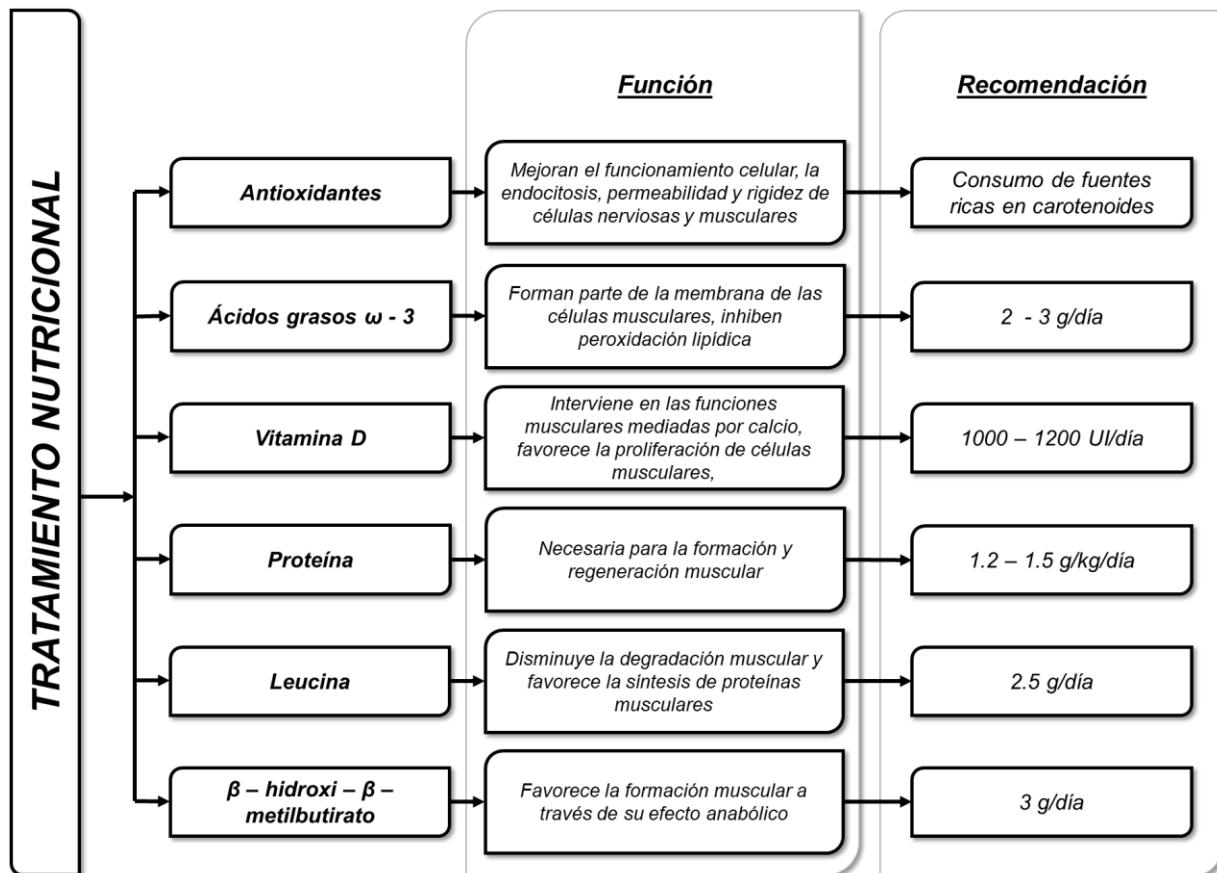 TRATAMIENTO NUTRICIONAL
Función
Recomendación
Antioxidantes
Mejoran el funcionamiento celular, la
endocitosis, permeabilidad y rigidez de
células nerviosas y musculares
Consumo de fuentes
ricas en carotenoides
Ácidos grasos ω - 3
Forman parte de la membrana de las
células musculares, inhiben
peroxidación lipídica
2 - 3 g/día
Vitamina D
Interviene en las funciones
musculares mediadas por calcio,
favorece la proliferación de células
musculares,
1000 – 1200 UI/día
Proteína
Necesaria para la formación y
regeneración muscular
1.2 – 1.5 g/kg/día
Leucina
Disminuye la degradación muscular y
favorece la síntesis de proteínas
musculares
2.5 g/día
β – hidroxi – β –
metilbutirato
Favorece la formación muscular a
través de su efecto anabólico
3 g/día